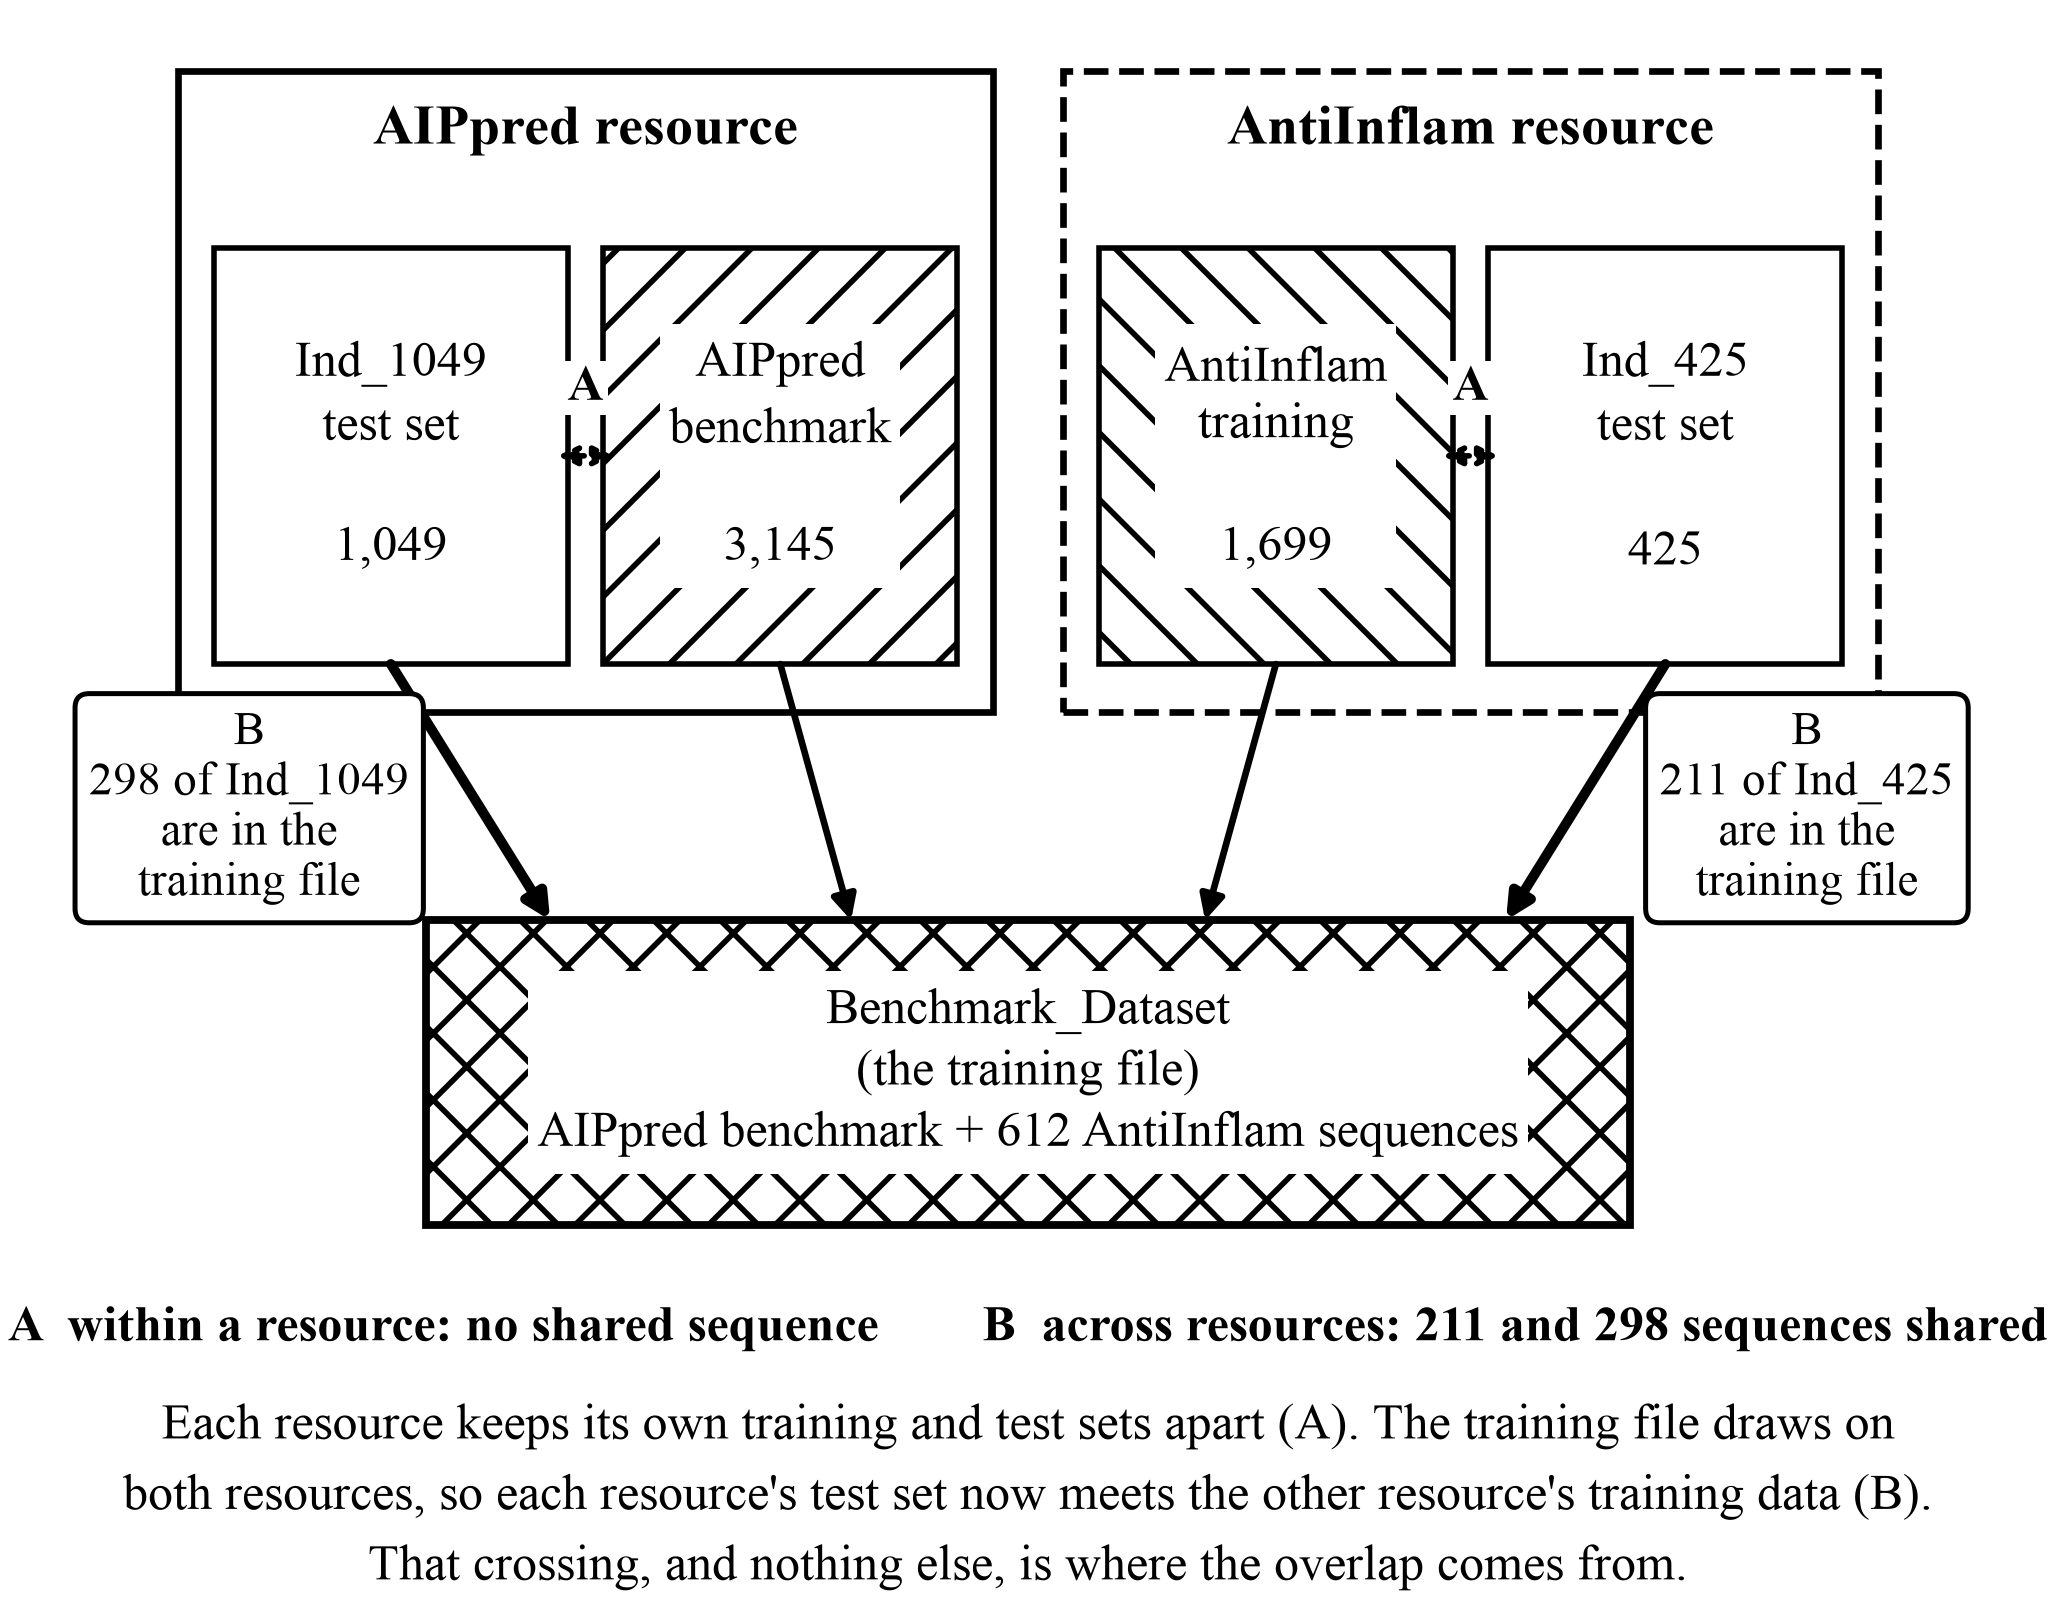 AIPpred resource
AntiInflam resource
Ind_1049
test set
1,049
A
AIPpred
benchmark
3,145
AntiInflam
training
1,699
A
Ind_425
test set
425
B
298 of Ind_1049
are in the
training file
B
211 of Ind_425
are in the
training file
Benchmark_Dataset
(the training file)
AIPpred benchmark + 612 AntiInflam sequences
A within a resource: no shared sequence
B across resources: 211 and 298 sequences shared
Each resource keeps its own training and test sets apart (A). The training file draws on
both resources, so each resource's test set now meets the other resource's training data (B).
That crossing, and nothing else, is where the overlap comes from.